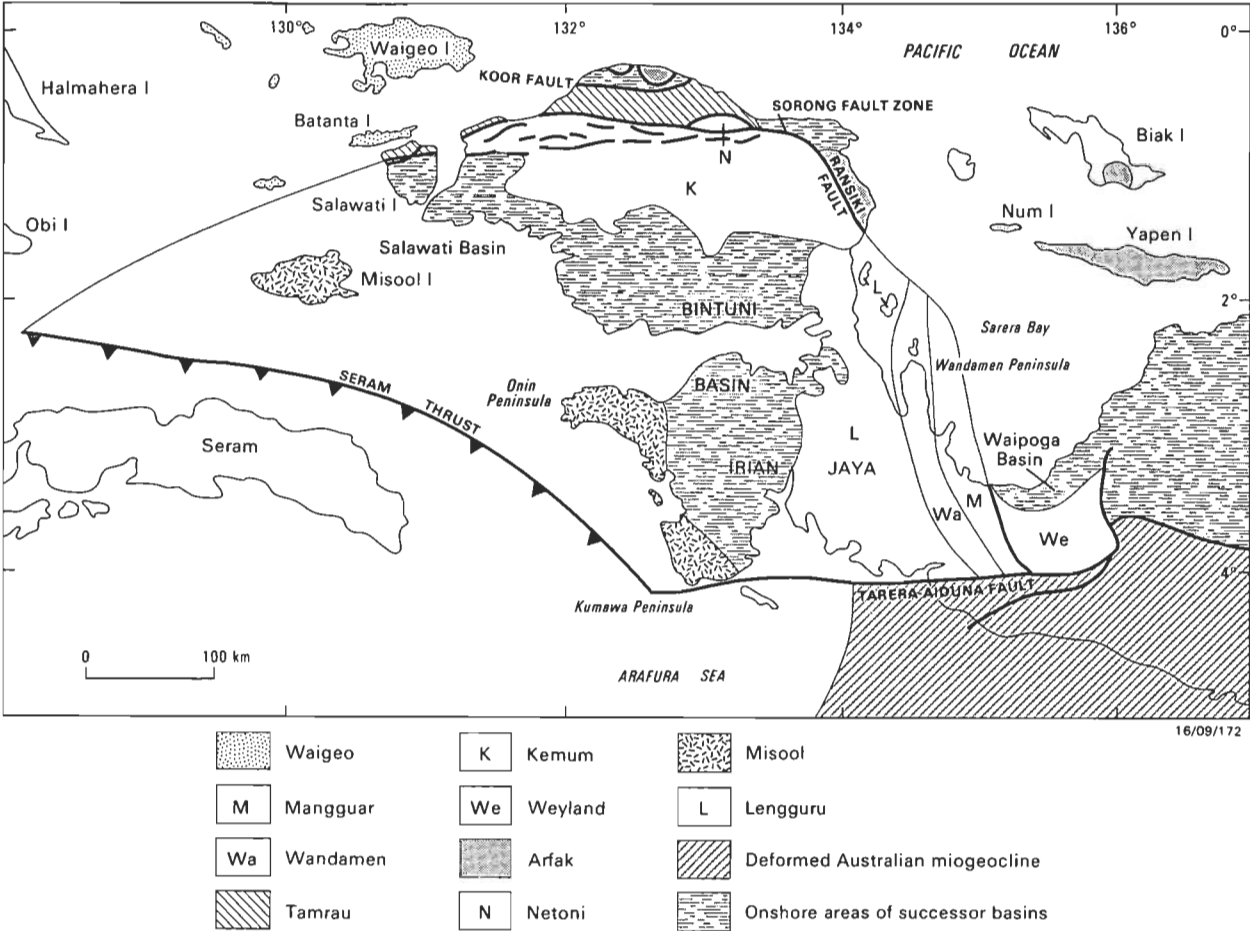 130°
132°
134°
136°
0°
PACIFIC OCEAN
Waigeo I
KOOR FAULT
Halmahera I
SORONG FAULT ZONE
Batanta I
Biak I
N
RANSIKI
FAULT
K
Salawati I
Num I
Obi I
Yapen I
Salawati Basin
Misool I
L
BINTUNI
2°
Sarera Bay
Wandamen Peninsula
SERAM
THRUST
Onin
Peninsula
BASIN
L
Waipoga
Basin
Seram
IRIAN
JAYA
M
Wa
We
4°
TARERA-AIDUNA FAULT
Kumawa Peninsula
0
100 km
ARAFURA SEA
16/09/172
Waigeo
K
Kemum
Misool
M
Mangguar
We
Weyland
L
Lengguru
Wa
Wandamen
Arfak
Deformed Australian miogeocline
Tamrau
N
Netoni
Onshore areas of successor basins